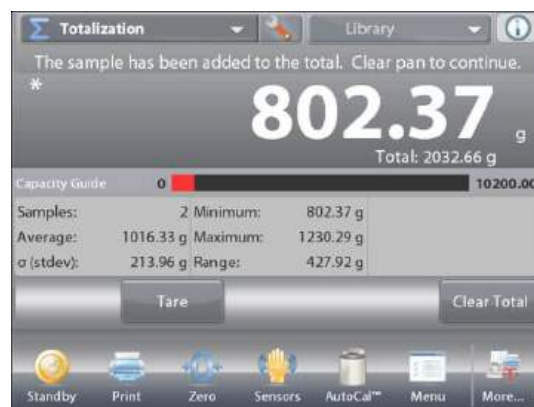 Σ Totalization Library
The sample has been added to the total. Clear pan to continue.
*
802.37 g
Total: 2032.66 g
Capacity Guide 0 10200.00
Samples: 2 Minimum: 802.37 g
Average: 1016.33 g Maximum: 1230.29 g
σ (stdev): 213.96 g Range: 427.92 g
Tare Clear Total
Standby Print Zero Sensors AutoCal™ Menu More...